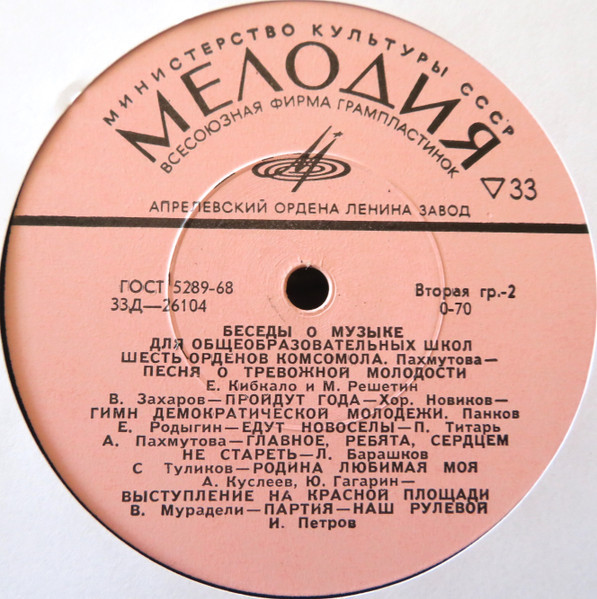 МИНИСТЕРСТВО КУЛЬТУРЫ СССР
МЕЛОДИЯ
ВСЕСОЮЗНАЯ ФИРМА ГРАМПЛАСТИНОК
33
АПРЕЛЕВСКИЙ ОРДЕНА ЛЕНИНА ЗАВОД
ГОСТ 5289-68
Вторая гр.-2
33Д—26104
0-70
БЕСЕДЫ О МУЗЫКЕ
ДЛЯ ОБЩЕОБРАЗОВАТЕЛЬНЫХ ШКОЛ
ШЕСТЬ ОРДЕНОВ КОМСОМОЛА. Пахмутова—
ПЕСНЯ О ТРЕВОЖНОЙ МОЛОДОСТИ
Е. Кибкало и М. Решетин
В. Захаров—ПРОЙДУТ ГОДА—Хор. Новиков—
ГИМН ДЕМОКРАТИЧЕСКОЙ МОЛОДЕЖИ. Панков
Е. Родыгин—ЕДУТ НОВОСЕЛЫ—П. Титарь
А. Пахмутова—ГЛАВНОЕ, РЕБЯТА, СЕРДЦЕМ
НЕ СТАРЕТЬ—Л. Барашков
С Туликов—РОДИНА ЛЮБИМАЯ МОЯ
А. Куслеев, Ю. Гагарин—
ВЫСТУПЛЕНИЕ НА КРАСНОЙ ПЛОЩАДИ
В. Мурадели—ПАРТИЯ—НАШ РУЛЕВОЙ
И. Петров